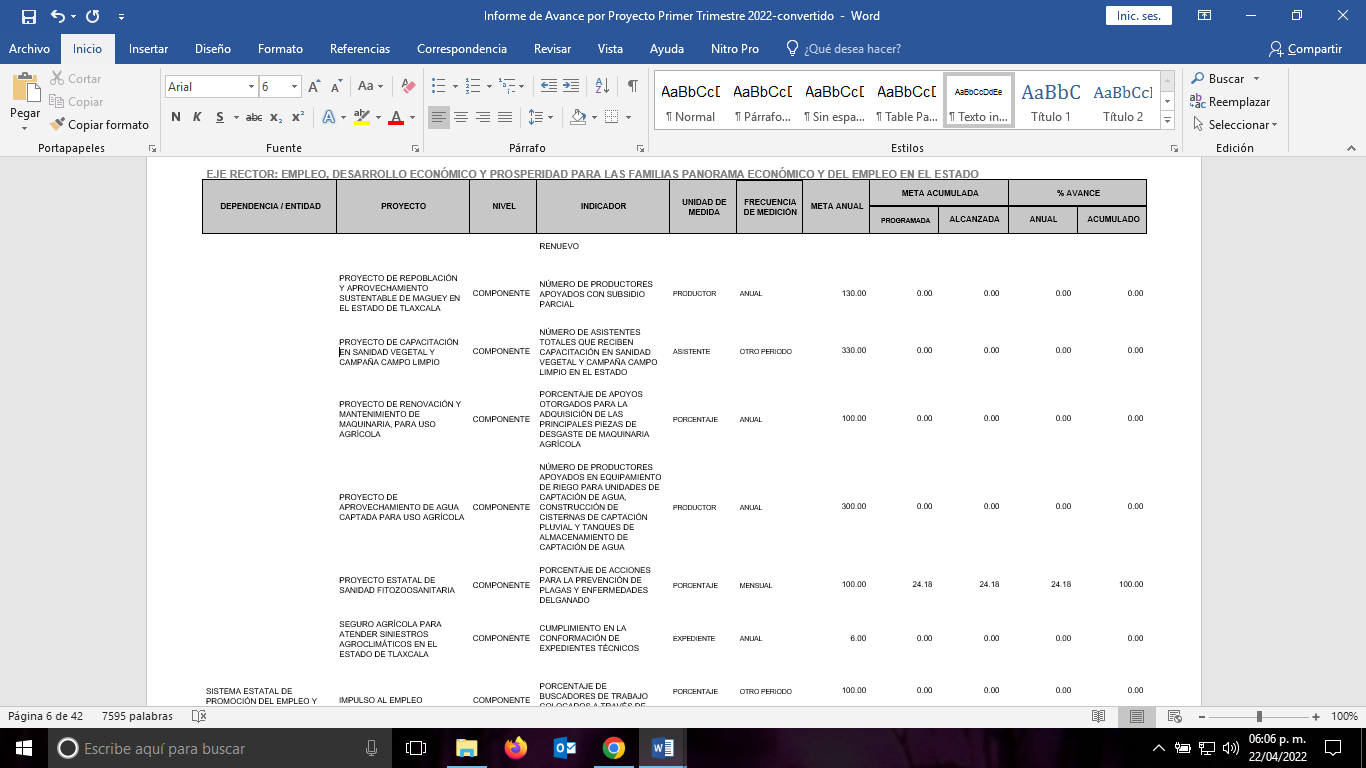 Informe de Avance por Proyecto Primer Trimestre 2022-convertido - Word
Inic. ses.
Archivo Inicio Insertar Diseño Formato Referencias Correspondencia Revisar Vista Ayuda Nitro Pro ¿Qué desea hacer? Compartir
Pegar
Cortar
Copiar
Copiar formato
Portapapeles
Arial 6
Aa
N K S abc x₂ x² A A
Fuente
Párrafo
AaBbCcD AaBbCcD AaBbCcD AaBbCcD AaBbCcDdEe AaBbC AaBbCcI
¶ Normal ¶ Párrafo... ¶ Sin espa... ¶ Table Pa... ¶ Texto in... Título 1 Título 2
Estilos
Buscar
Reemplazar
Seleccionar
Edición
EJE RECTOR: EMPLEO, DESARROLLO ECONÓMICO Y PROSPERIDAD PARA LAS FAMILIAS PANORAMA ECONÓMICO Y DEL EMPLEO EN EL ESTADO
DEPENDENCIA / ENTIDAD
PROYECTO
NIVEL
INDICADOR
UNIDAD DE
MEDIDA
FRECUENCIA
DE MEDICIÓN
META ANUAL
META ACUMULADA
PROGRAMADA
ALCANZADA
% AVANCE
ANUAL
ACUMULADO
RENUEVO
PROYECTO DE REPOBLACIÓN
Y APROVECHAMIENTO
SUSTENTABLE DE MAGUEY EN
EL ESTADO DE TLAXCALA
COMPONENTE
NÚMERO DE PRODUCTORES
APOYADOS CON SUBSIDIO
PARCIAL
PRODUCTOR
ANUAL
130.00 0.00 0.00 0.00 0.00
PROYECTO DE CAPACITACIÓN
EN SANIDAD VEGETAL Y
CAMPAÑA CAMPO LIMPIO
COMPONENTE
NÚMERO DE ASISTENTES
TOTALES QUE RECIBEN
CAPACITACIÓN EN SANIDAD
VEGETAL Y CAMPAÑA CAMPO
LIMPIO EN EL ESTADO
ASISTENTE
OTRO PERIODO
330.00 0.00 0.00 0.00 0.00
PROYECTO DE RENOVACIÓN Y
MANTENIMIENTO DE
MAQUINARIA, PARA USO
AGRÍCOLA
COMPONENTE
PORCENTAJE DE APOYOS
OTORGADOS PARA LA
ADQUISICIÓN DE LAS
PRINCIPALES PIEZAS DE
DESGASTE DE MAQUINARIA
AGRÍCOLA
PORCENTAJE
ANUAL
100.00 0.00 0.00 0.00 0.00
PROYECTO DE
APROVECHAMIENTO DE AGUA
CAPTADA PARA USO AGRÍCOLA
COMPONENTE
NÚMERO DE PRODUCTORES
APOYADOS EN EQUIPAMIENTO
DE RIEGO PARA UNIDADES DE
CAPTACIÓN DE AGUA,
CONSTRUCCIÓN DE
CISTERNAS DE CAPTACIÓN
PLUVIAL Y TANQUES DE
ALMACENAMIENTO DE
CAPTACIÓN DE AGUA
PRODUCTOR
ANUAL
300.00 0.00 0.00 0.00 0.00
PROYECTO ESTATAL DE
SANIDAD FITOZOOSANITARIA
COMPONENTE
PORCENTAJE DE ACCIONES
PARA LA PREVENCIÓN DE
PLAGAS Y ENFERMEDADES
DELGANADO
PORCENTAJE
MENSUAL
100.00 24.18 24.18 24.18 100.00
SEGURO AGRÍCOLA PARA
ATENDER SINIESTROS
AGROCLIMÁTICOS EN EL
ESTADO DE TLAXCALA
COMPONENTE
CUMPLIMIENTO EN LA
CONFORMACIÓN DE
EXPEDIENTES TÉCNICOS
EXPEDIENTE
ANUAL
6.00 0.00 0.00 0.00 0.00
SISTEMA ESTATAL DE
PROMOCIÓN DEL EMPLEO Y
IMPULSO AL EMPLEO
COMPONENTE
PORCENTAJE DE
BUSCADORES DE TRABAJO
COLOCADOS A TRAVÉS DE
PORCENTAJE
OTRO PERIODO
100.00 0.00 0.00 0.00 0.00
Página 6 de 42 7595 palabras
100%
Escribe aquí para buscar
06:06 p. m.
22/04/2022